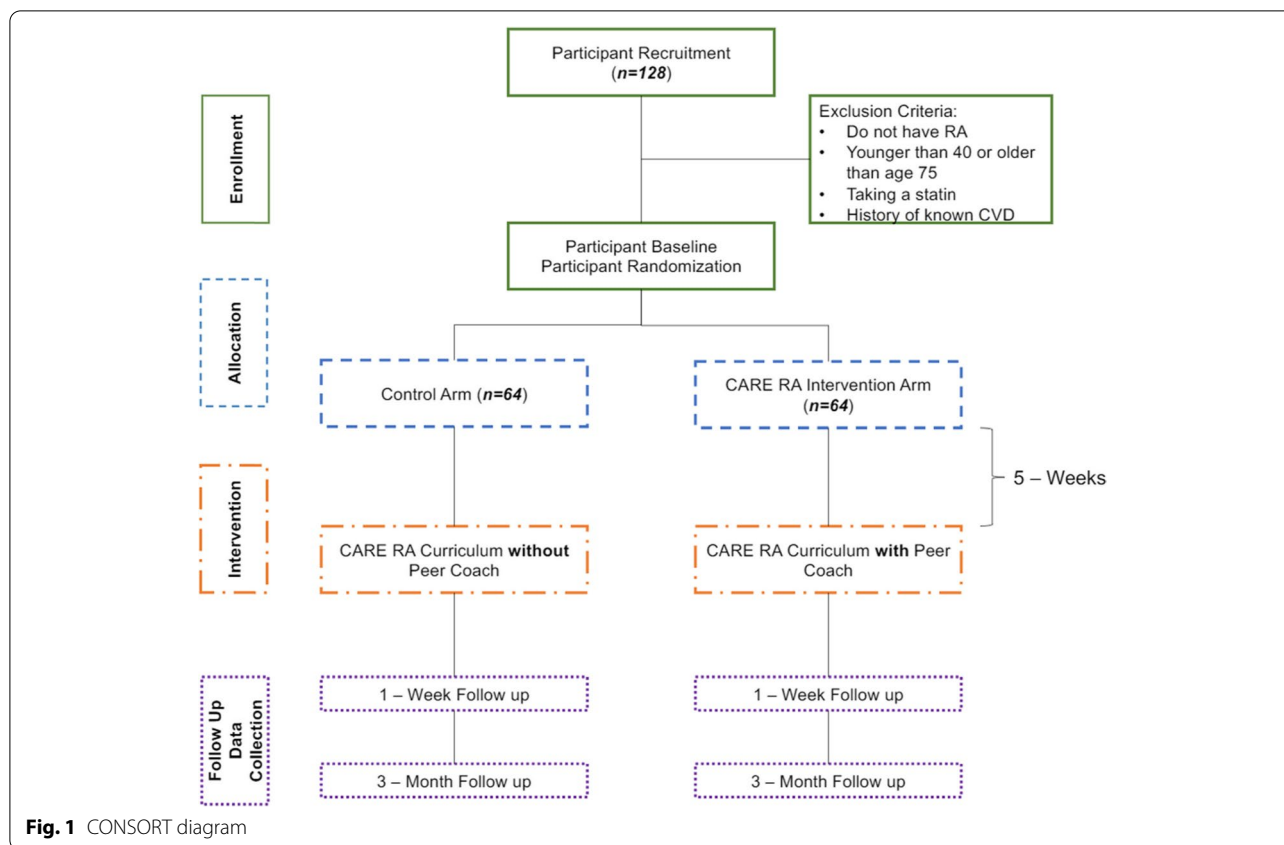 Participant Recruitment
(n=128)
Enrollment
Exclusion Criteria:
• Do not have RA
• Younger than 40 or older
than age 75
• Taking a statin
• History of known CVD
Participant Baseline
Participant Randomization
Allocation
Control Arm (n=64)
CARE RA Intervention Arm
(n=64)
5 – Weeks
Intervention
CARE RA Curriculum without
Peer Coach
CARE RA Curriculum with Peer
Coach
Follow Up
Data
Collection
1 – Week Follow up
1 – Week Follow up
3 – Month Follow up
3 – Month Follow up
Fig. 1 CONSORT diagram